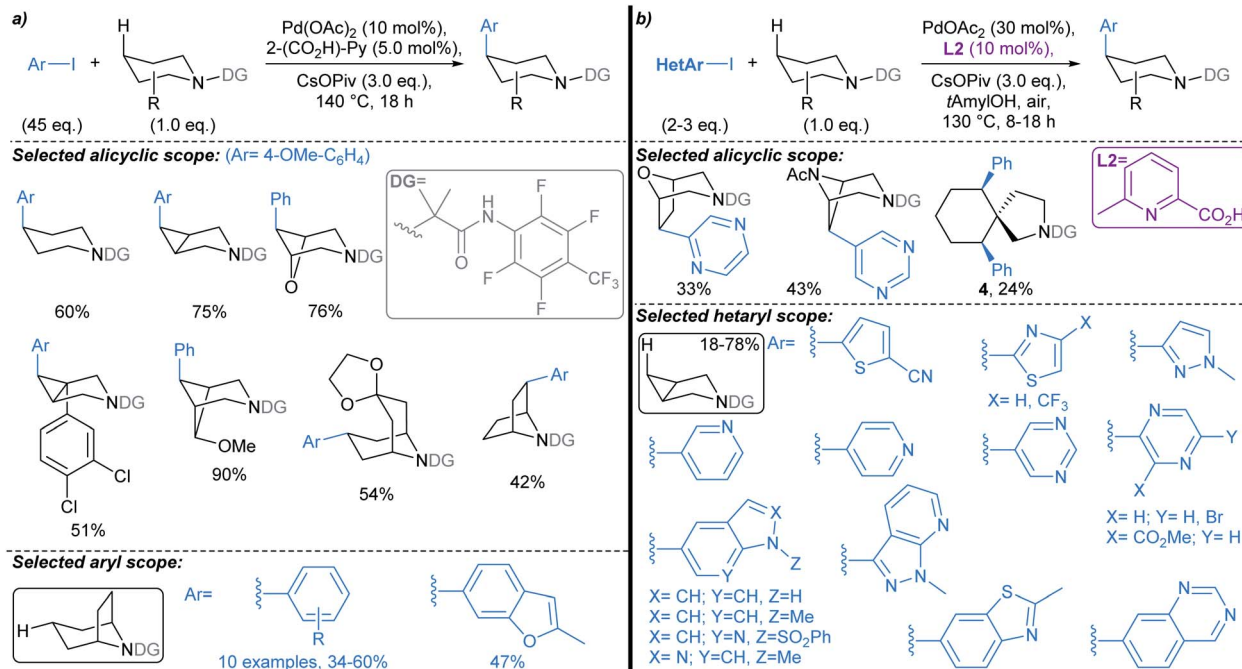 a)
Ar—I + H N—DG R
Pd(OAc)₂ (10 mol%),
2-(CO₂H)-Py (5.0 mol%),
CsOPiv (3.0 eq.),
140 °C, 18 h
Ar N—DG R
(45 eq.) (1.0 eq.)
Selected alicyclic scope: (Ar= 4-OMe-C₆H₄)
Ar NDG
60%
Ar NDG
75%
Ph NDG O
76%
DG=
NH O F F F F CF₃
Ar NDG Cl Cl
51%
Ph NDG OMe
90%
O O Ar N DG
54%
Ar NDG
42%
Selected aryl scope:
H NDG
Ar=
R
10 examples, 34-60%
O
47%
b)
HetAr—I + H N—DG R
PdOAc₂ (30 mol%),
L2 (10 mol%),
CsOPiv (3.0 eq.),
tAmylOH, air,
130 °C, 8-18 h
Ar N—DG R
(2-3 eq) (1.0 eq.)
Selected alicyclic scope:
O NDG N N
33%
AcN NDG N N
43%
Ph NDG Ph
4, 24%
L2=
N CO₂H
Selected hetaryl scope:
H 18-78%
NDG
Ar=
S CN
N S X
X= H, CF₃
N N
N
N
N N
N N X Y
X= H; Y= H, Br
X= CO₂Me; Y= H
X N Y Z
X= CH; Y=CH, Z=H
X= CH; Y=CH, Z=Me
X= CH; Y=N, Z=SO₂Ph
X= N; Y=CH, Z=Me
N N N
S N
N N